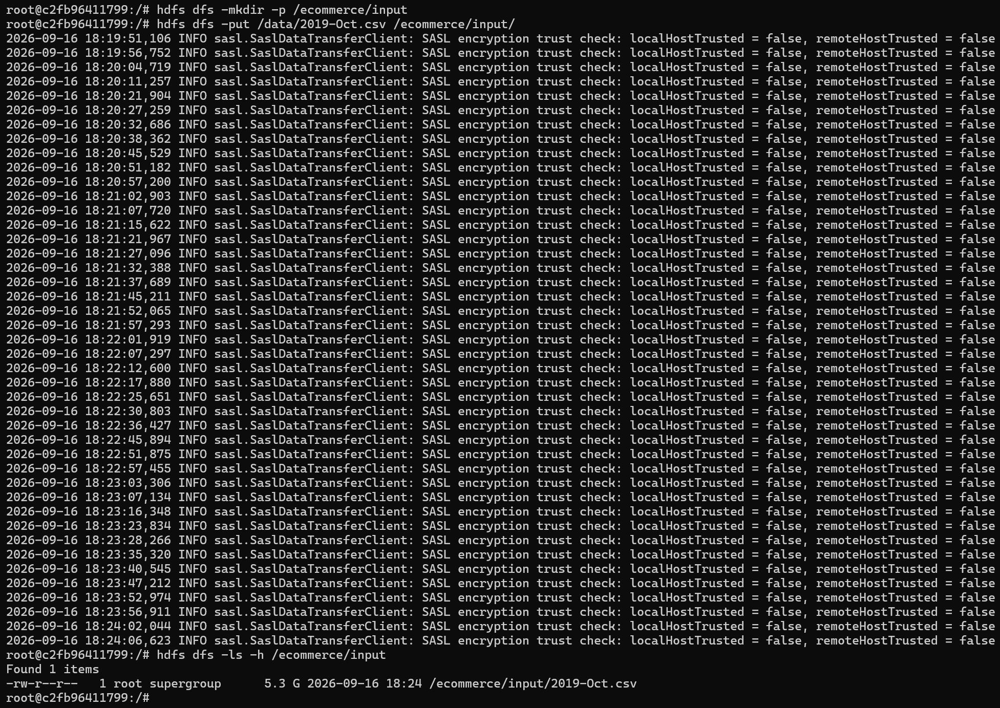 root@c2fb96411799:/# hdfs dfs -mkdir -p /ecommerce/input
root@c2fb96411799:/# hdfs dfs -put /data/2019-Oct.csv /ecommerce/input/
2026-09-16 18:19:51,106 INFO sasl.SaslDataTransferClient: SASL encryption trust check: localHostTrusted = false, remoteHostTrusted = false
2026-09-16 18:19:56,752 INFO sasl.SaslDataTransferClient: SASL encryption trust check: localHostTrusted = false, remoteHostTrusted = false
2026-09-16 18:20:04,719 INFO sasl.SaslDataTransferClient: SASL encryption trust check: localHostTrusted = false, remoteHostTrusted = false
2026-09-16 18:20:11,257 INFO sasl.SaslDataTransferClient: SASL encryption trust check: localHostTrusted = false, remoteHostTrusted = false
2026-09-16 18:20:21,904 INFO sasl.SaslDataTransferClient: SASL encryption trust check: localHostTrusted = false, remoteHostTrusted = false
2026-09-16 18:20:27,259 INFO sasl.SaslDataTransferClient: SASL encryption trust check: localHostTrusted = false, remoteHostTrusted = false
2026-09-16 18:20:32,686 INFO sasl.SaslDataTransferClient: SASL encryption trust check: localHostTrusted = false, remoteHostTrusted = false
2026-09-16 18:20:38,362 INFO sasl.SaslDataTransferClient: SASL encryption trust check: localHostTrusted = false, remoteHostTrusted = false
2026-09-16 18:20:45,529 INFO sasl.SaslDataTransferClient: SASL encryption trust check: localHostTrusted = false, remoteHostTrusted = false
2026-09-16 18:20:51,182 INFO sasl.SaslDataTransferClient: SASL encryption trust check: localHostTrusted = false, remoteHostTrusted = false
2026-09-16 18:20:57,200 INFO sasl.SaslDataTransferClient: SASL encryption trust check: localHostTrusted = false, remoteHostTrusted = false
2026-09-16 18:21:02,903 INFO sasl.SaslDataTransferClient: SASL encryption trust check: localHostTrusted = false, remoteHostTrusted = false
2026-09-16 18:21:07,720 INFO sasl.SaslDataTransferClient: SASL encryption trust check: localHostTrusted = false, remoteHostTrusted = false
2026-09-16 18:21:15,622 INFO sasl.SaslDataTransferClient: SASL encryption trust check: localHostTrusted = false, remoteHostTrusted = false
2026-09-16 18:21:21,967 INFO sasl.SaslDataTransferClient: SASL encryption trust check: localHostTrusted = false, remoteHostTrusted = false
2026-09-16 18:21:27,096 INFO sasl.SaslDataTransferClient: SASL encryption trust check: localHostTrusted = false, remoteHostTrusted = false
2026-09-16 18:21:32,388 INFO sasl.SaslDataTransferClient: SASL encryption trust check: localHostTrusted = false, remoteHostTrusted = false
2026-09-16 18:21:37,689 INFO sasl.SaslDataTransferClient: SASL encryption trust check: localHostTrusted = false, remoteHostTrusted = false
2026-09-16 18:21:45,211 INFO sasl.SaslDataTransferClient: SASL encryption trust check: localHostTrusted = false, remoteHostTrusted = false
2026-09-16 18:21:52,065 INFO sasl.SaslDataTransferClient: SASL encryption trust check: localHostTrusted = false, remoteHostTrusted = false
2026-09-16 18:21:57,293 INFO sasl.SaslDataTransferClient: SASL encryption trust check: localHostTrusted = false, remoteHostTrusted = false
2026-09-16 18:22:01,919 INFO sasl.SaslDataTransferClient: SASL encryption trust check: localHostTrusted = false, remoteHostTrusted = false
2026-09-16 18:22:07,297 INFO sasl.SaslDataTransferClient: SASL encryption trust check: localHostTrusted = false, remoteHostTrusted = false
2026-09-16 18:22:12,600 INFO sasl.SaslDataTransferClient: SASL encryption trust check: localHostTrusted = false, remoteHostTrusted = false
2026-09-16 18:22:17,880 INFO sasl.SaslDataTransferClient: SASL encryption trust check: localHostTrusted = false, remoteHostTrusted = false
2026-09-16 18:22:25,651 INFO sasl.SaslDataTransferClient: SASL encryption trust check: localHostTrusted = false, remoteHostTrusted = false
2026-09-16 18:22:30,803 INFO sasl.SaslDataTransferClient: SASL encryption trust check: localHostTrusted = false, remoteHostTrusted = false
2026-09-16 18:22:36,427 INFO sasl.SaslDataTransferClient: SASL encryption trust check: localHostTrusted = false, remoteHostTrusted = false
2026-09-16 18:22:45,894 INFO sasl.SaslDataTransferClient: SASL encryption trust check: localHostTrusted = false, remoteHostTrusted = false
2026-09-16 18:22:51,875 INFO sasl.SaslDataTransferClient: SASL encryption trust check: localHostTrusted = false, remoteHostTrusted = false
2026-09-16 18:22:57,455 INFO sasl.SaslDataTransferClient: SASL encryption trust check: localHostTrusted = false, remoteHostTrusted = false
2026-09-16 18:23:03,306 INFO sasl.SaslDataTransferClient: SASL encryption trust check: localHostTrusted = false, remoteHostTrusted = false
2026-09-16 18:23:07,134 INFO sasl.SaslDataTransferClient: SASL encryption trust check: localHostTrusted = false, remoteHostTrusted = false
2026-09-16 18:23:16,348 INFO sasl.SaslDataTransferClient: SASL encryption trust check: localHostTrusted = false, remoteHostTrusted = false
2026-09-16 18:23:23,834 INFO sasl.SaslDataTransferClient: SASL encryption trust check: localHostTrusted = false, remoteHostTrusted = false
2026-09-16 18:23:28,266 INFO sasl.SaslDataTransferClient: SASL encryption trust check: localHostTrusted = false, remoteHostTrusted = false
2026-09-16 18:23:35,320 INFO sasl.SaslDataTransferClient: SASL encryption trust check: localHostTrusted = false, remoteHostTrusted = false
2026-09-16 18:23:40,545 INFO sasl.SaslDataTransferClient: SASL encryption trust check: localHostTrusted = false, remoteHostTrusted = false
2026-09-16 18:23:47,212 INFO sasl.SaslDataTransferClient: SASL encryption trust check: localHostTrusted = false, remoteHostTrusted = false
2026-09-16 18:23:52,974 INFO sasl.SaslDataTransferClient: SASL encryption trust check: localHostTrusted = false, remoteHostTrusted = false
2026-09-16 18:23:56,911 INFO sasl.SaslDataTransferClient: SASL encryption trust check: localHostTrusted = false, remoteHostTrusted = false
2026-09-16 18:24:02,044 INFO sasl.SaslDataTransferClient: SASL encryption trust check: localHostTrusted = false, remoteHostTrusted = false
2026-09-16 18:24:06,623 INFO sasl.SaslDataTransferClient: SASL encryption trust check: localHostTrusted = false, remoteHostTrusted = false
root@c2fb96411799:/# hdfs dfs -ls -h /ecommerce/input
Found 1 items
-rw-r--r--   1 root supergroup      5.3 G 2026-09-16 18:24 /ecommerce/input/2019-Oct.csv
root@c2fb96411799:/#